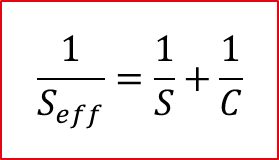 1/S_eff = 1/S + 1/C